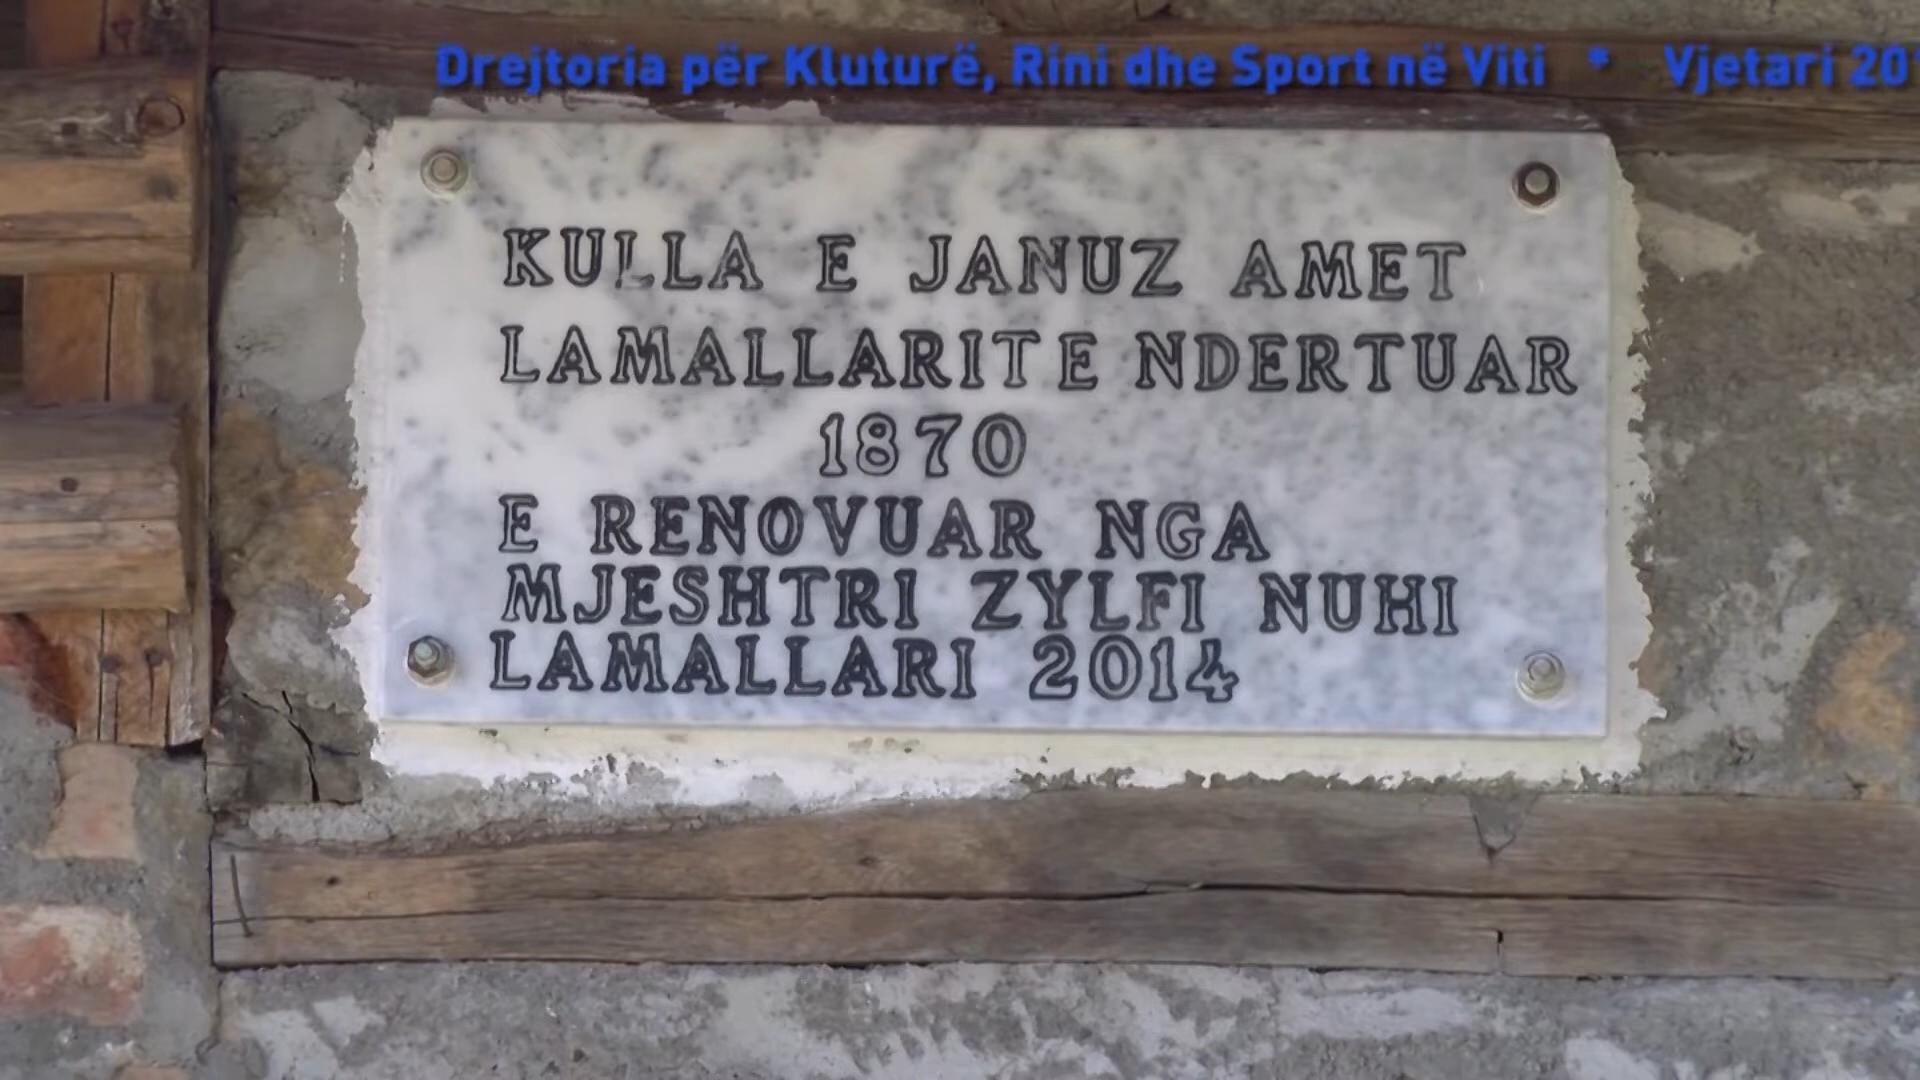 Drejtoria për Kluturë, Rini dhe Sport në Viti * Vjetari 201
KULLA E JANUZ AMET
LAMALLARIT E NDERTUAR
1870
E RENOVUAR NGA
MJESHTRI ZYLFI NUHI
LAMALLARI 2014